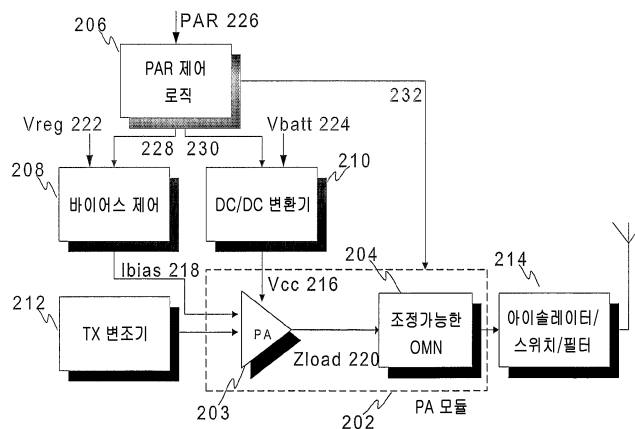 PAR 226
206
PAR 제어
로직
232
Vreg 222
228
230
Vbatt 224
208
210
바이어스 제어
DC/DC 변환기
Ibias 218
Vcc 216
204
214
212
TX 변조기
PA
조정가능한
OMN
아이솔레이터/
스위치/필터
Zload 220
203
202
PA 모듈